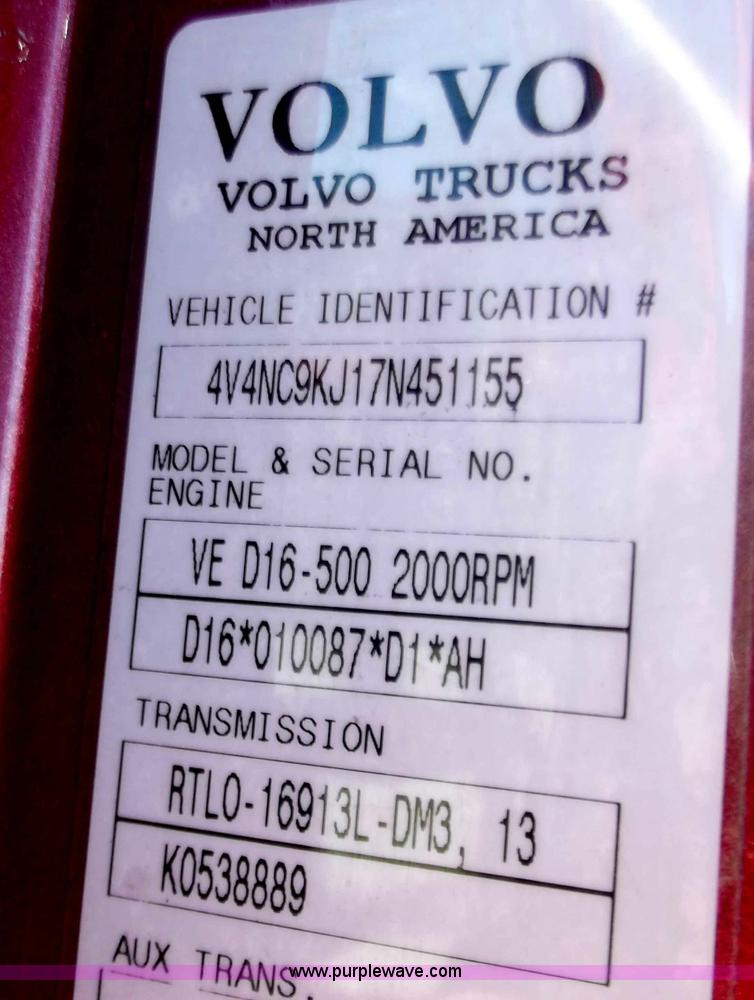 VOLVO
VOLVO TRUCKS
NORTH AMERICA
VEHICLE IDENTIFICATION #
4V4NC9KJ17N451155
MODEL & SERIAL NO.
ENGINE
VE D16-500 2000RPM
D16*010087*D1*AH
TRANSMISSION
RTLO-16913L-DM3, 13
K0538889
AUX TRANS.
www.purplewave.com